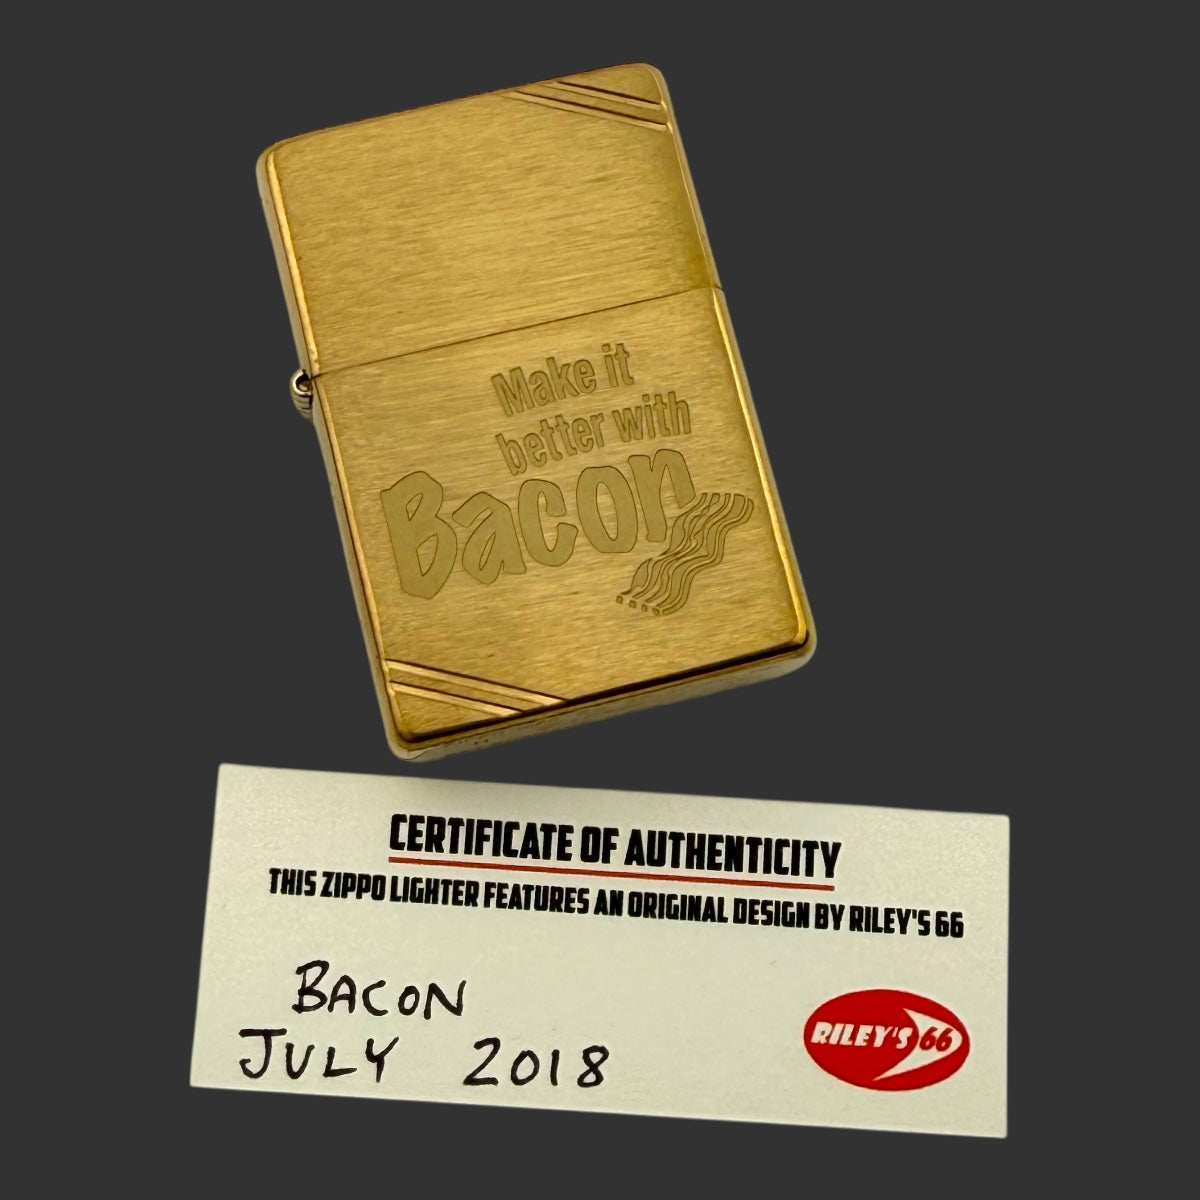 Make it
better with
Bacon
CERTIFICATE OF AUTHENTICITY
THIS ZIPPO LIGHTER FEATURES AN ORIGINAL DESIGN BY RILEY'S 66
BACON
JULY 2018
RILEY'S 66